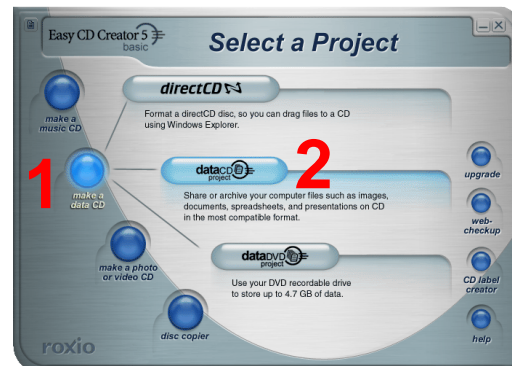 Easy CD Creator 5
basic
Select a Project
make a
music CD
directCD
Format a directCD disc, so you can drag files to a CD
using Windows Explorer.
1
make a
data CD
dataCD
project
2
Share or archive your computer files such as images,
documents, spreadsheets, and presentations on CD
in the most compatible format.
make a photo
or video CD
dataDVD
project
Use your DVD recordable drive
to store up to 4.7 GB of data.
disc copier
upgrade
web-
checkup
CD label
creator
help
roxio